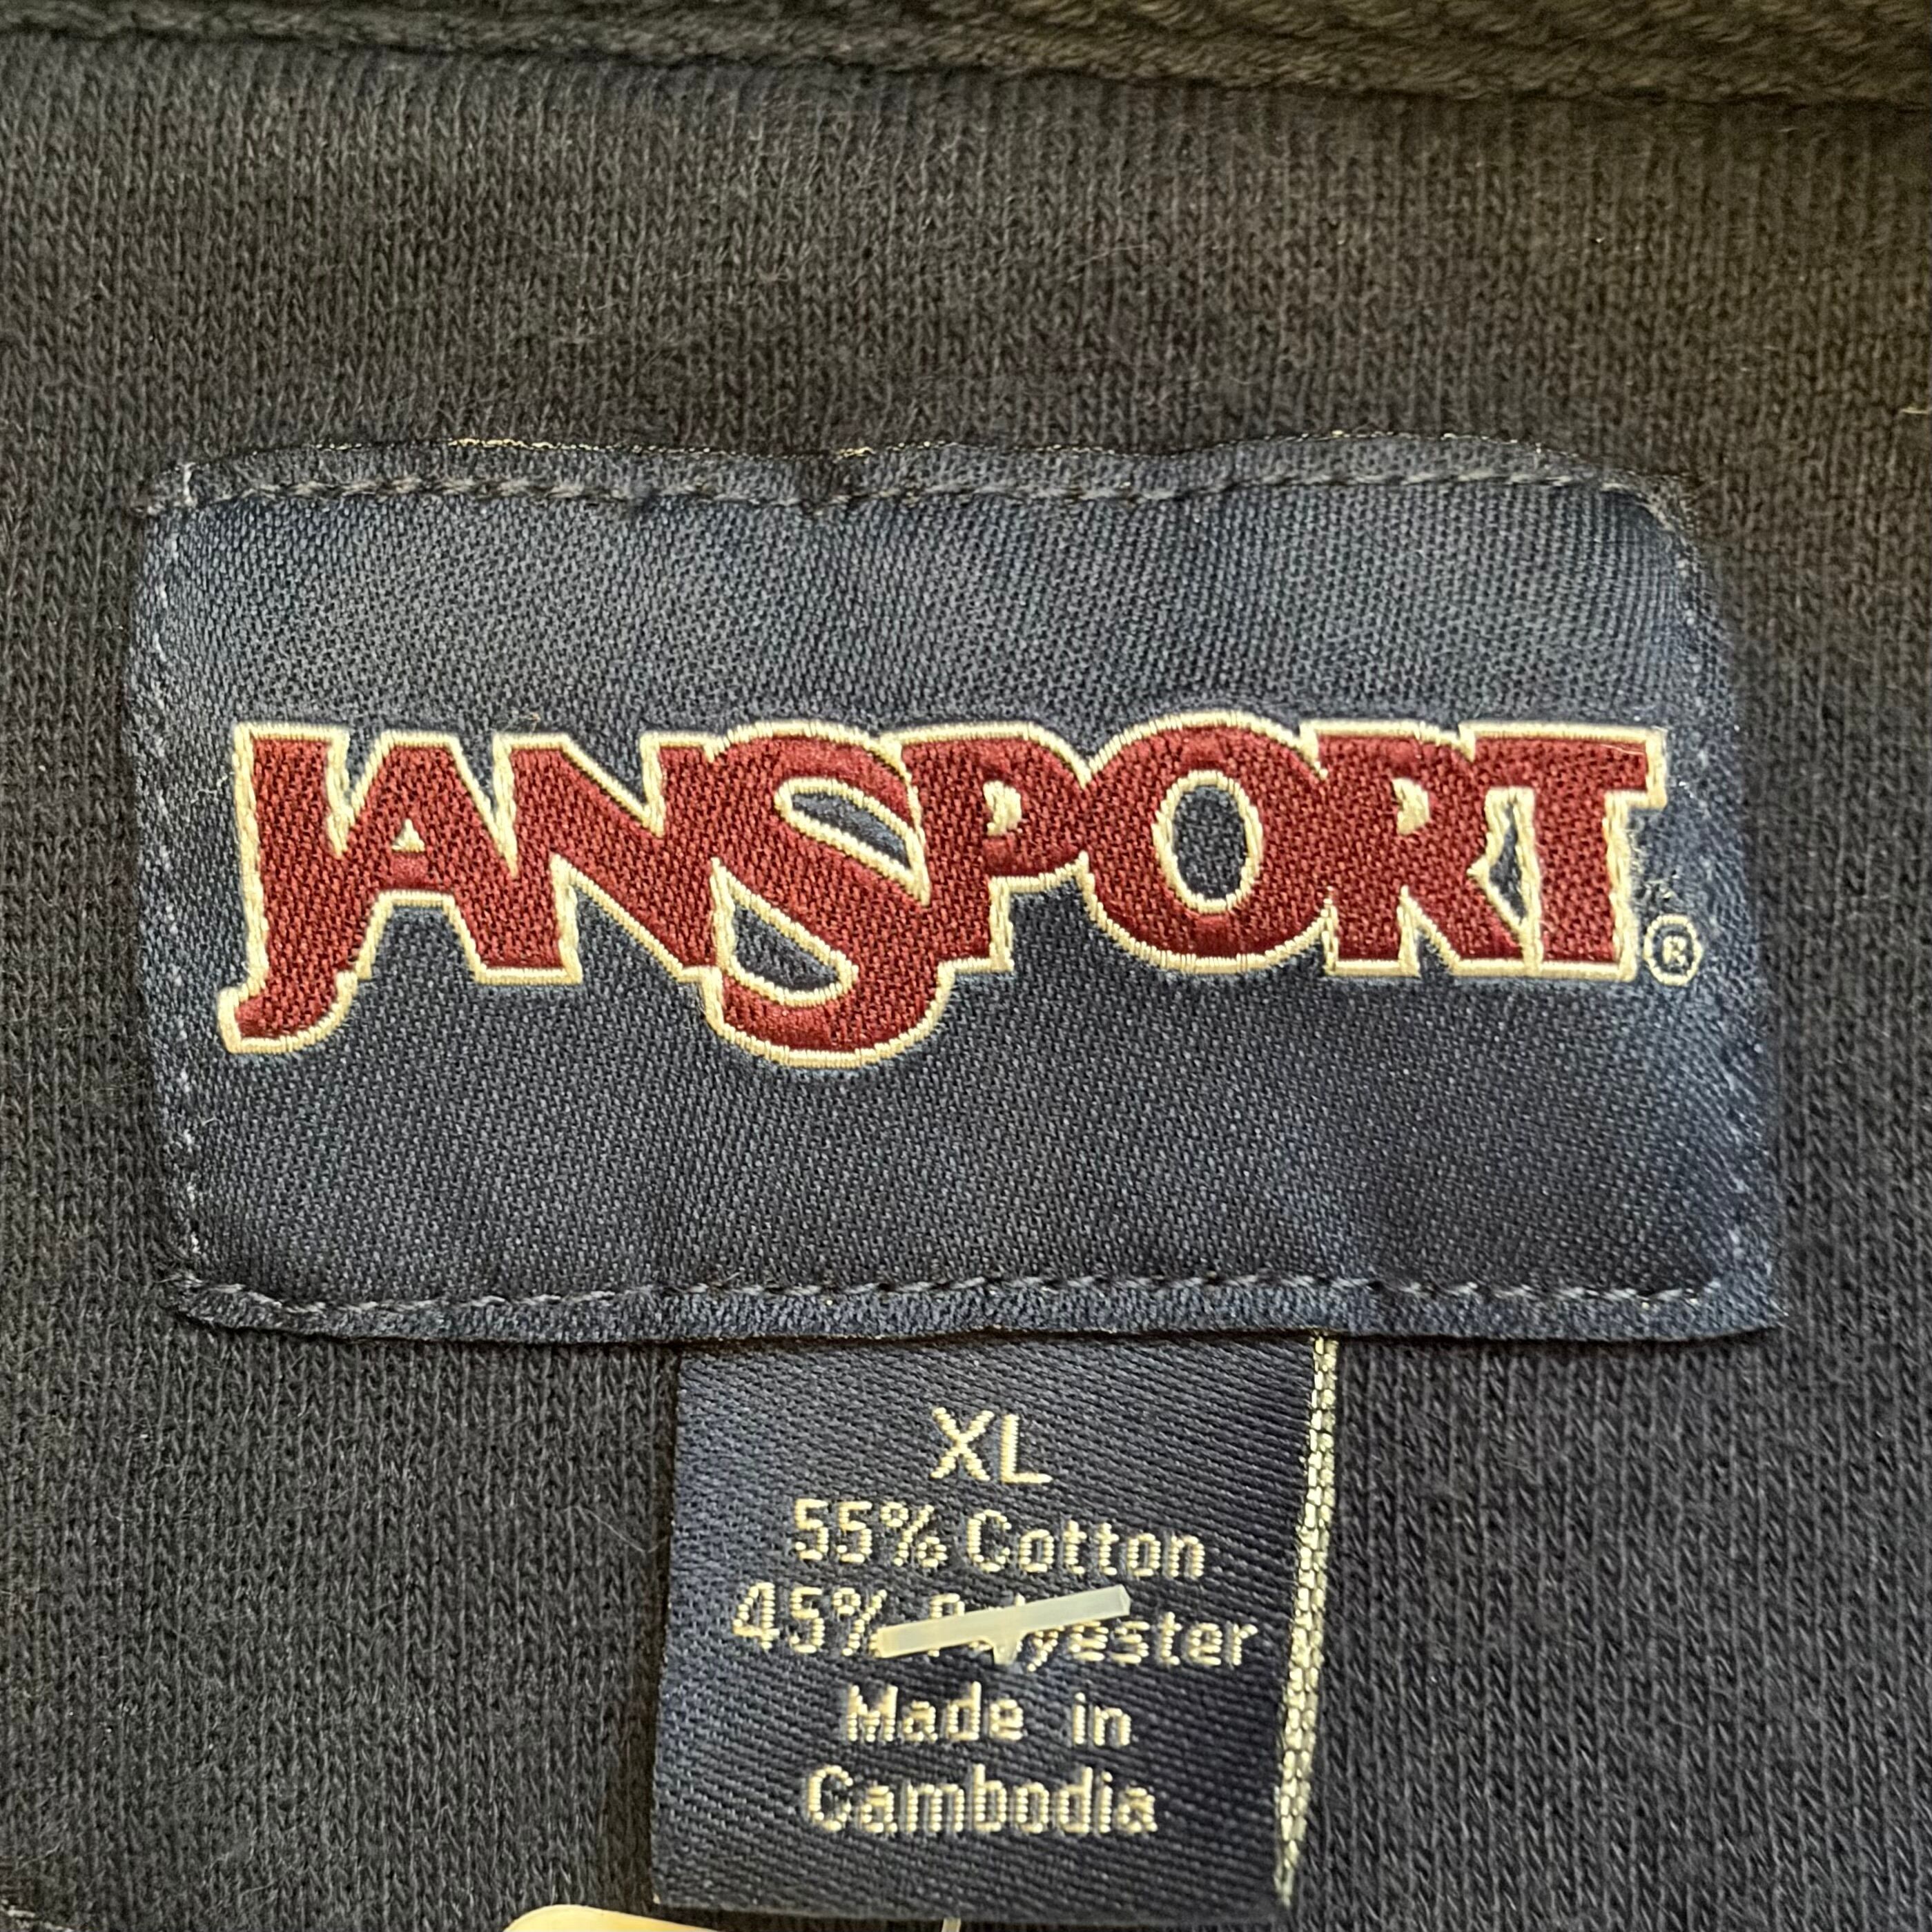 JANSPORT®
XL
55% Cotton
45% Polyester
Made in
Cambodia